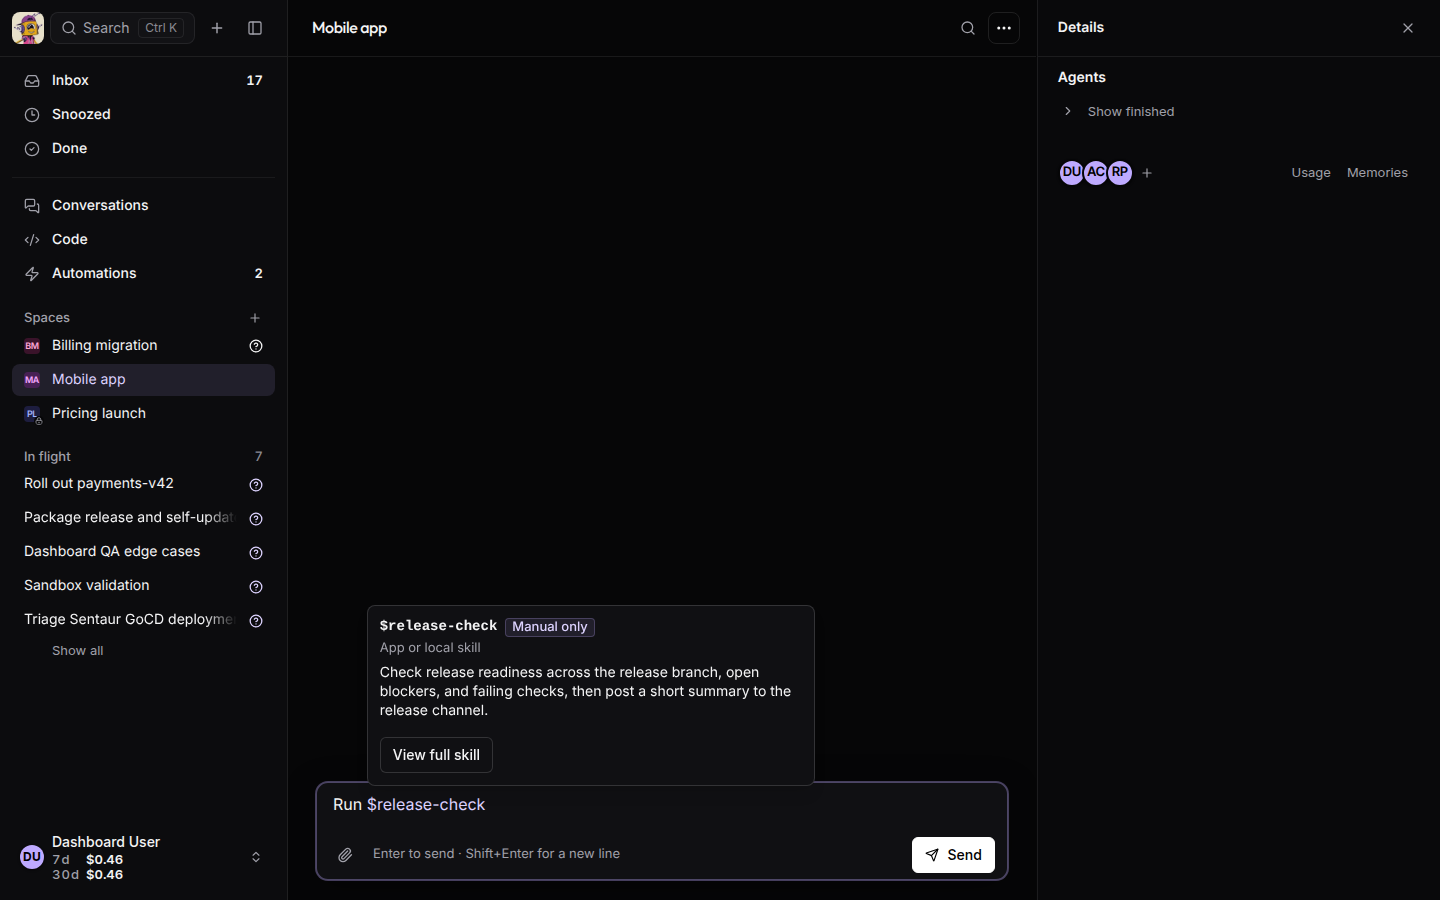 Search Ctrl K
Inbox 17
Snoozed
Done
Conversations
Code
Automations 2
Spaces
BM Billing migration
MA Mobile app
PL Pricing launch
In flight 7
Roll out payments-v42
Package release and self-updat
Dashboard QA edge cases
Sandbox validation
Triage Sentaur GoCD deployme
Show all
DU Dashboard User
7d $0.46
30d $0.46
Mobile app
$release-check Manual only
App or local skill
Check release readiness across the release branch, open
blockers, and failing checks, then post a short summary to the
release channel.
View full skill
Run $release-check
Enter to send · Shift+Enter for a new line
Send
Details
Agents
Show finished
DU AC RP
Usage Memories